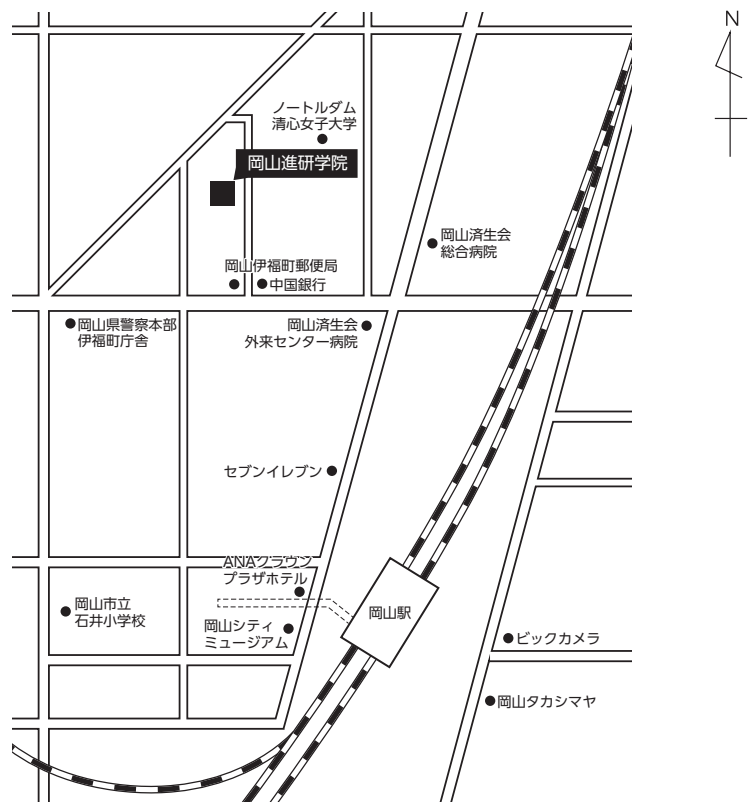 N
ノートルダム
清心女子大学
岡山進研学院
岡山済生会
総合病院
岡山伊福町郵便局
中国銀行
岡山県警察本部
伊福町庁舎
岡山済生会
外来センター病院
セブンイレブン
ANAクラウン
プラザホテル
岡山市立
石井小学校
岡山駅
岡山シティ
ミュージアム
ビックカメラ
岡山タカシマヤ